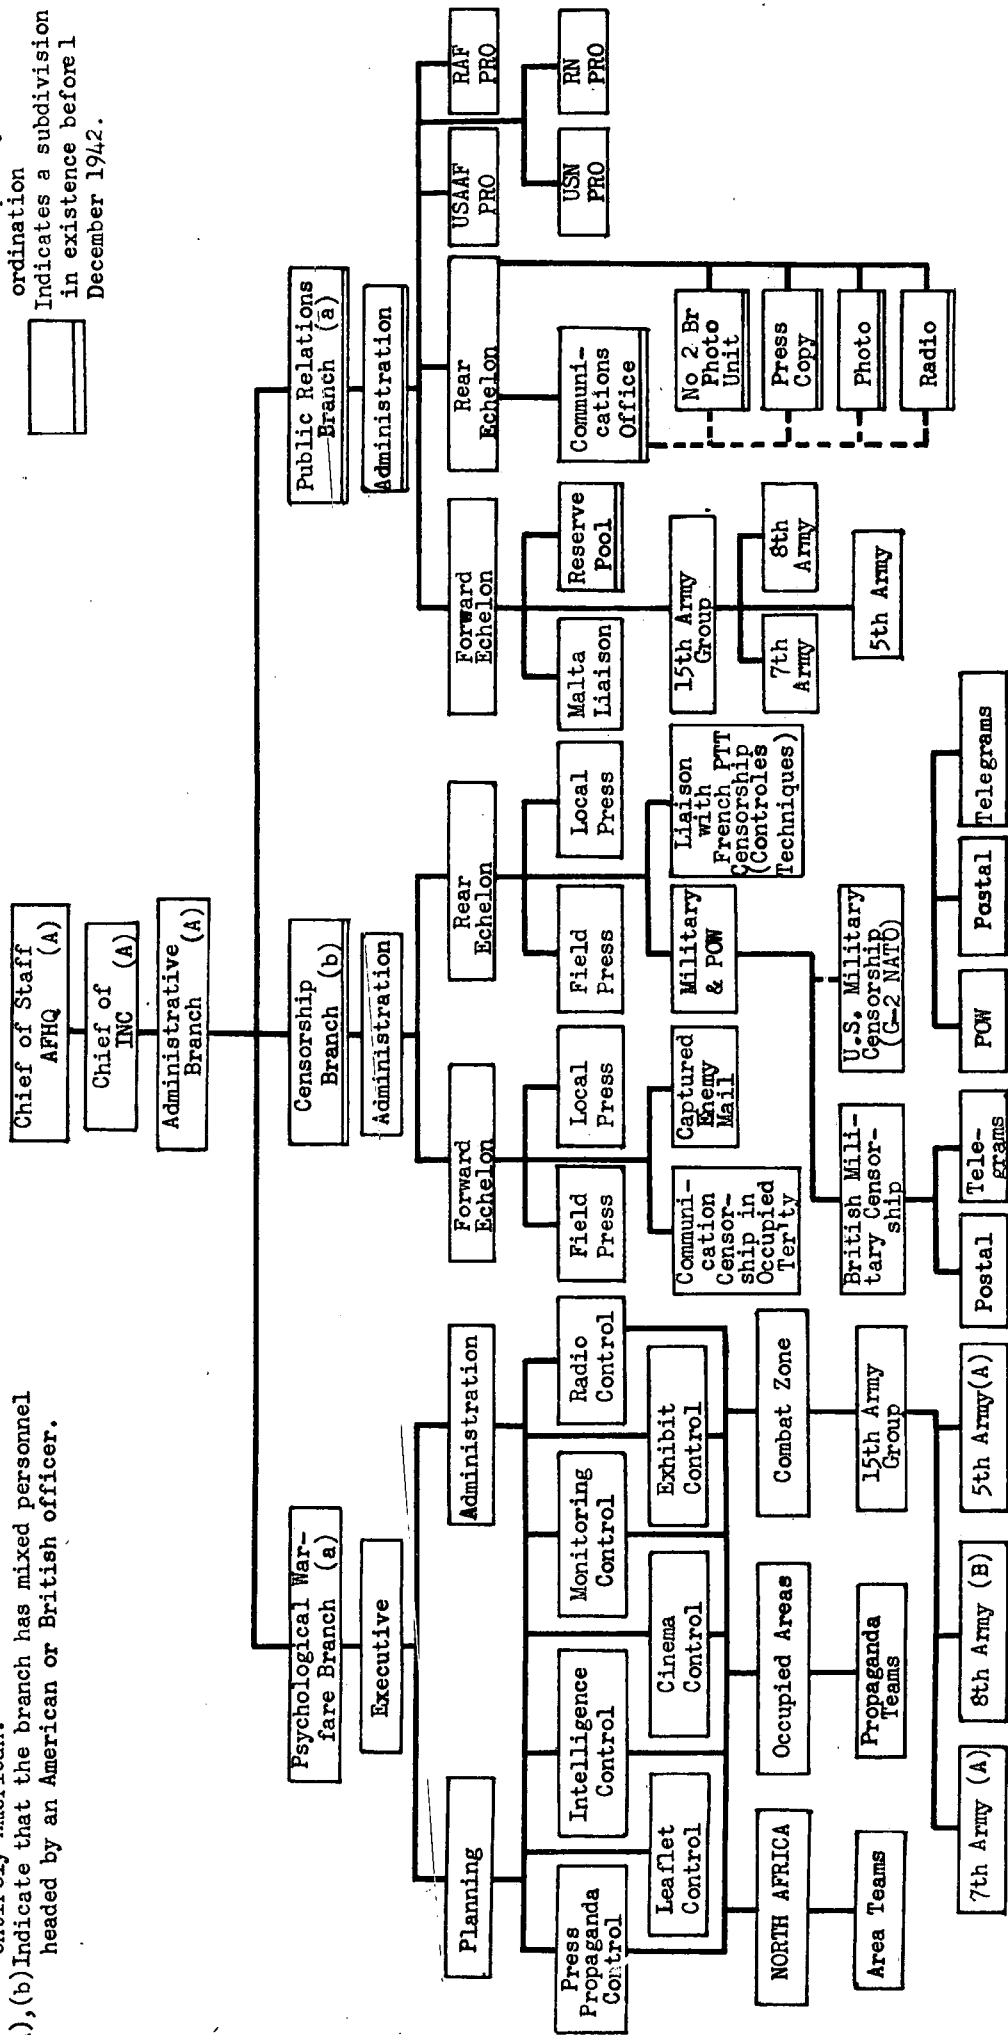 entirely American.
),(b)Indicate that the branch has mixed personnel
headed by an American or British officer.
ordination
Indicates a subdivision
in existence before 1
December 1942.
Chief of Staff
AFHQ (A)
Chief of
INC (A)
Administrative
Branch (A)
Psychological War-
fare Branch (a)
Censorship
Branch (b)
Public Relations
Branch (a)
Executive
Administration
Administration
Planning
Administration
Forward
Echelon
Rear
Echelon
Forward
Echelon
Rear
Echelon
USAAF
PRO
RAF
PRO
Press
Propaganda
Control
Intelligence
Control
Monitoring
Control
Radio
Control
Leaflet
Control
Cinema
Control
Exhibit
Control
Field
Press
Local
Press
Field
Press
Local
Press
Malta
Liaison
Reserve
Pool
Communi-
cations
Office
USN
PRO
RN
PRO
Communi-
cation
Censor-
ship in
Occupied
Ter'ty
Captured
Enemy
Mail
Military
& POW
Liaison
with
French PTT
Censorship
(Controles
Techniques)
15th Army
Group
No 2 Br
Photo
Unit
Press
Copy
Photo
Radio
7th
Army
8th
Army
5th Army
NORTH AFRICA
Occupied Areas
Combat Zone
British Mili-
tary Censor-
ship
U.S. Military
Censorship
(G-2 NATO)
Area Teams
Propaganda
Teams
15th Army
Group
7th Army (A)
8th Army (B)
5th Army(A)
Postal
Tele-
grams
POW
Postal
Telegrams